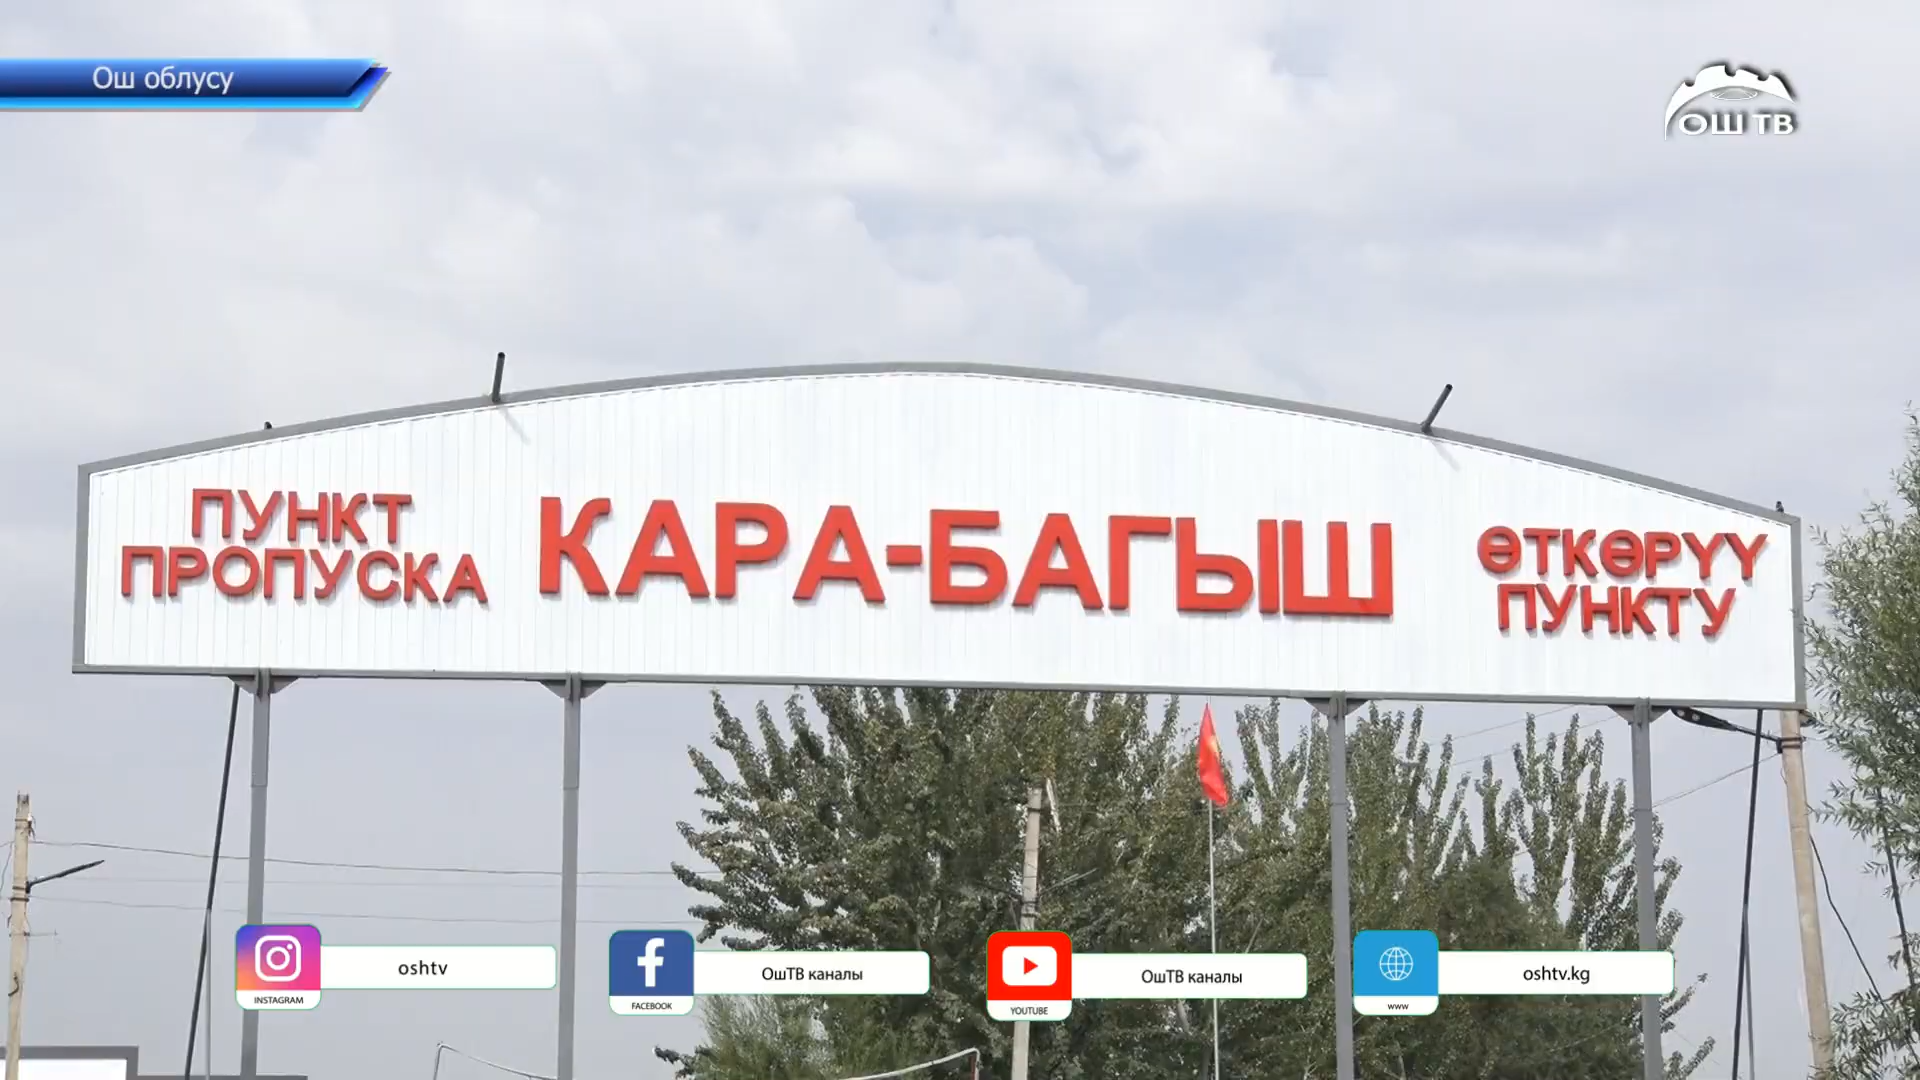 Ош облусу
ОШ ТВ
ПУНКТ
ПРОПУСКА
КАРА-БАГЫШ
ӨТКӨРҮҮ
ПУНКТУ
INSTAGRAM
oshtv
FACEBOOK
ОшТВ каналы
YOUTUBE
ОшТВ каналы
www
oshtv.kg